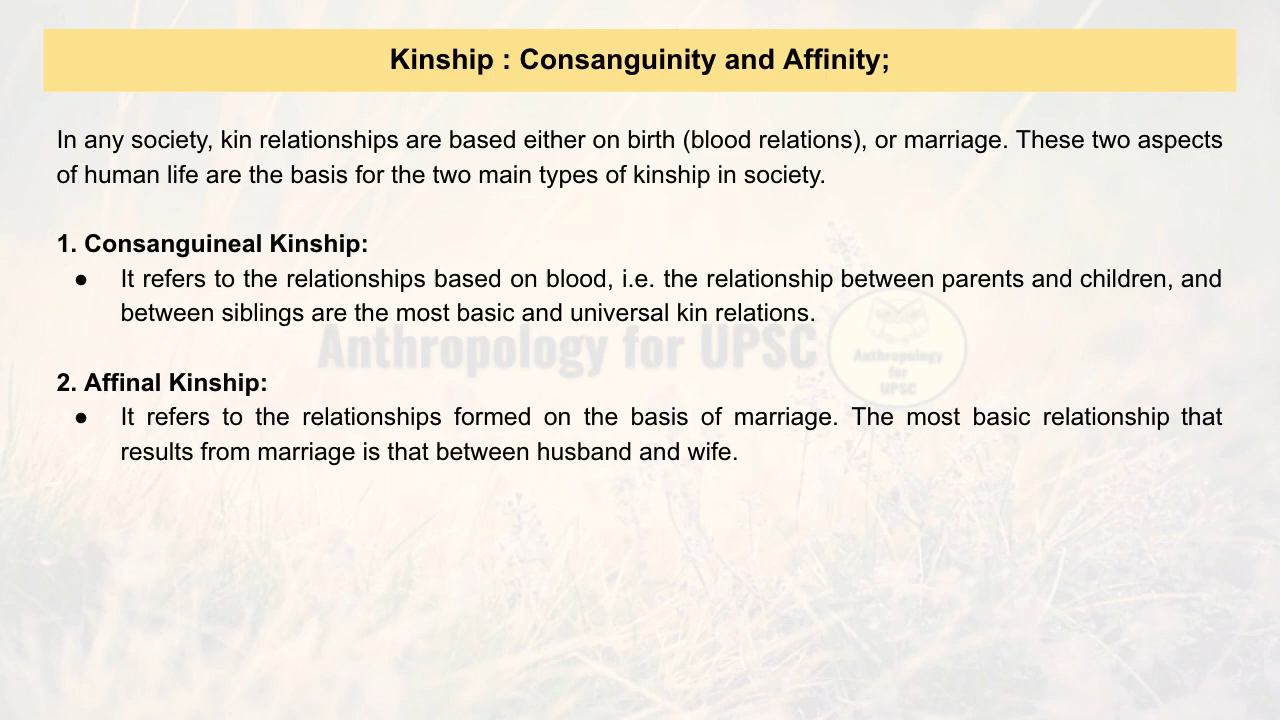 Kinship : Consanguinity and Affinity;
In any society, kin relationships are based either on birth (blood relations), or marriage. These two aspects
of human life are the basis for the two main types of kinship in society.
1. Consanguineal Kinship:
● It refers to the relationships based on blood, i.e. the relationship between parents and children, and
between siblings are the most basic and universal kin relations.
Anthropology for UPSC
Anthropology
for
UPSC
2. Affinal Kinship:
● It refers to the relationships formed on the basis of marriage. The most basic relationship that
results from marriage is that between husband and wife.